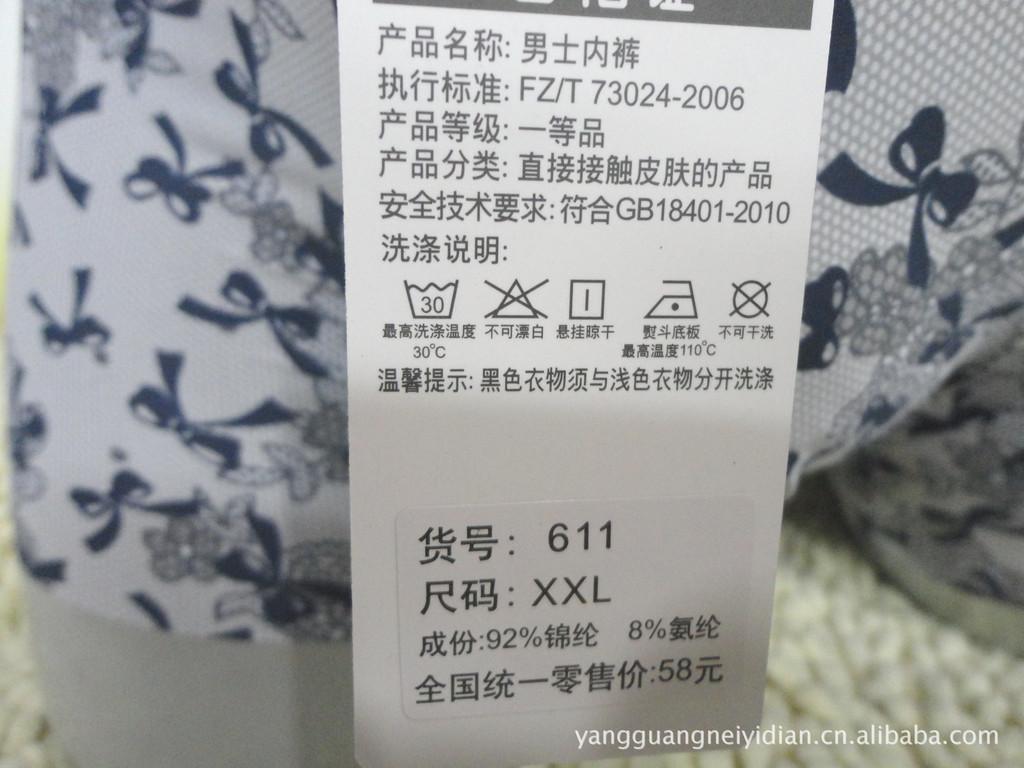 产品名称: 男士内裤
执行标准: FZ/T 73024-2006
产品等级: 一等品
产品分类: 直接接触皮肤的产品
安全技术要求: 符合GB18401-2010
洗涤说明:
30
最高洗涤温度 不可漂白 悬挂晾干 熨斗底板 不可干洗
30℃ 最高温度110℃
温馨提示: 黑色衣物须与浅色衣物分开洗涤
货号: 611
尺码: XXL
成份:92%锦纶 8%氨纶
全国统一零售价:58元
yangguangneiyidian.cn.alibaba.com